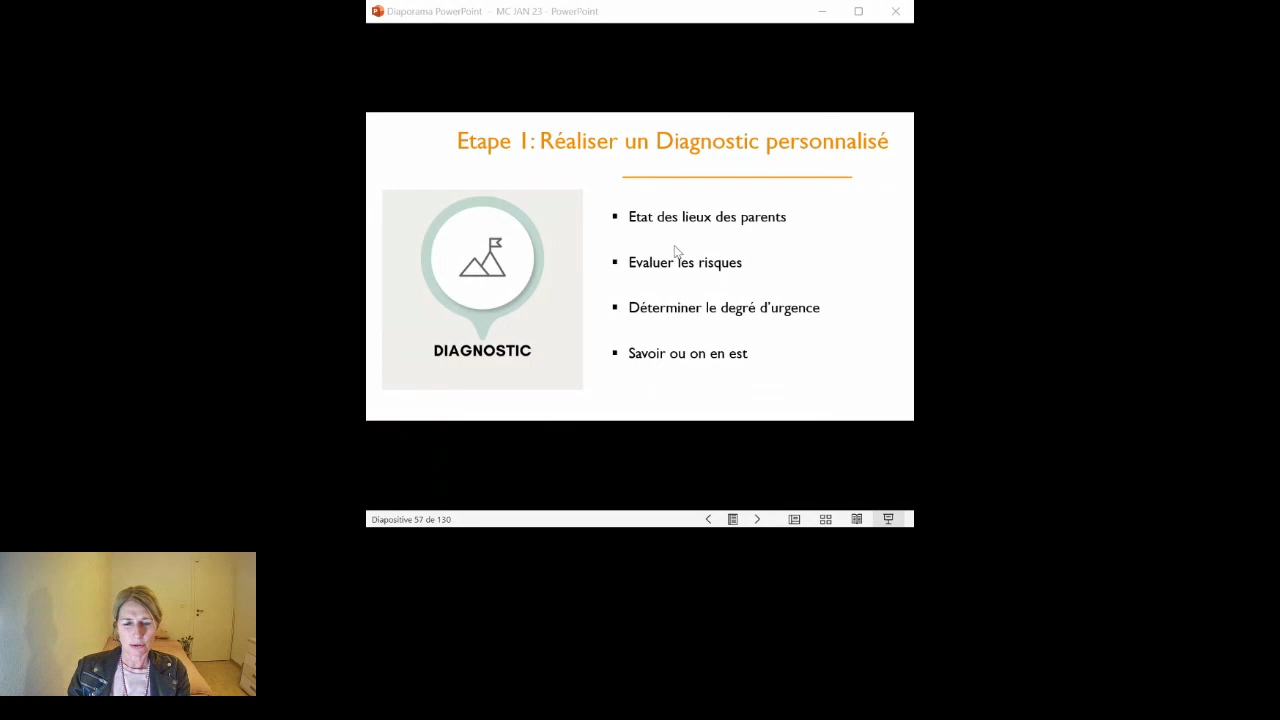 Diaporama PowerPoint - MC JAN 23 - PowerPoint
Etape 1: Réaliser un Diagnostic personnalisé
DIAGNOSTIC
▪ Etat des lieux des parents
▪ Evaluer les risques
▪ Déterminer le degré d'urgence
▪ Savoir ou on en est
Diapositive 57 de 130